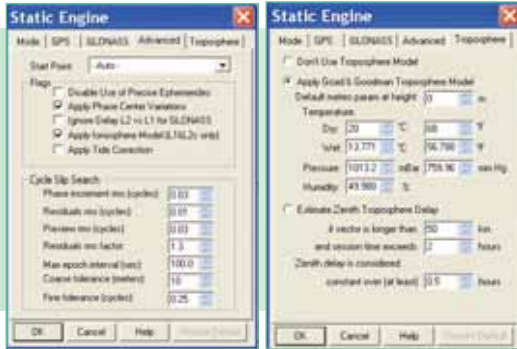 Static Engine
Mode GPS GLONASS Advanced Troposphere
Start Point -Auto-
Flags
Disable Use of Precise Ephemerides
Apply Phase Center Variations
Ignore Delay L2 vs L1 for GLONASS
Apply Ionosphere Model (L1&L2c only)
Apply Tide Correction
Cycle Slip Search
Phase increment rms (cycles) 0.03
Residuals rms (cycles) 0.01
Preview rms (cycles) 0.03
Residuals rms factor 1.3
Max epoch interval (sec) 100.0
Coarse tolerance (meters) 10
Fine tolerance (cycles) 0.25
OK Cancel Help
Static Engine
Mode GPS GLONASS Advanced Troposphere
Don't Use Troposphere Model
Apply Goad & Goodman Troposphere Model
Default meteo param at height: 0 m
Temperature
Dry: 20 °C 68 °F
Wet: 13.771 °C 56.788 °F
Pressure: 1013.2 mBar 759.96 mm Hg
Humidity: 49.980 %
Estimate Zenith Troposphere Delay
if vector is longer than 50 km
and session time exceeds 2 hours
Zenith delay is considered
constant over (at least) 0.5 hours
OK Cancel Help